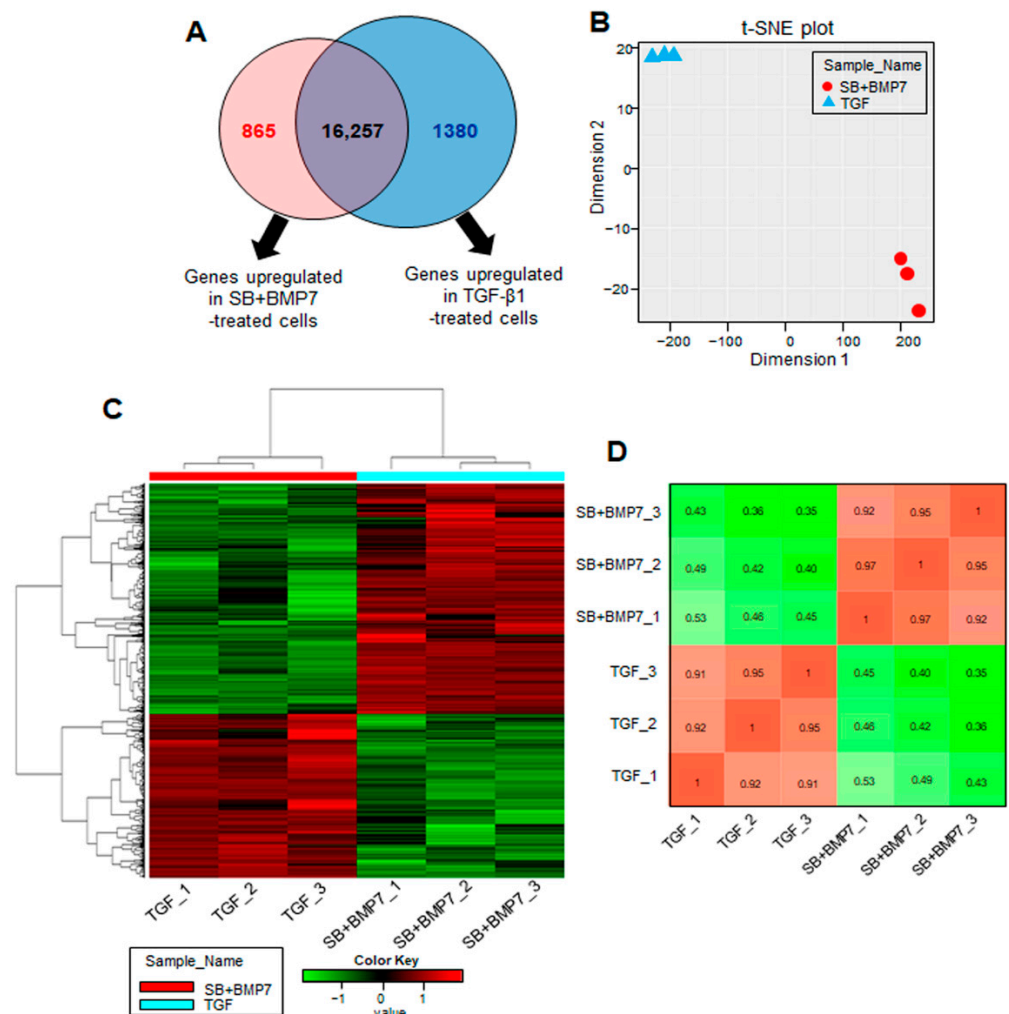 A
865
16,257
1380
Genes upregulated
in SB+BMP7
-treated cells
Genes upregulated
in TGF-β1
-treated cells
B
t-SNE plot
Sample_Name
SB+BMP7
TGF
Dimension 2
20
10
0
−10
−20
−200
−100
0
100
200
Dimension 1
C
TGF_1
TGF_2
TGF_3
SB+BMP7_1
SB+BMP7_2
SB+BMP7_3
Sample_Name
SB+BMP7
TGF
Color Key
−1
0
1
value
D
SB+BMP7_3 0.43 0.36 0.35 0.92 0.95 1
SB+BMP7_2 0.49 0.42 0.40 0.97 1 0.95
SB+BMP7_1 0.53 0.46 0.45 1 0.97 0.92
TGF_3 0.91 0.95 1 0.45 0.40 0.35
TGF_2 0.92 1 0.95 0.46 0.42 0.36
TGF_1 1 0.92 0.91 0.53 0.49 0.43
TGF_1
TGF_2
TGF_3
SB+BMP7_1
SB+BMP7_2
SB+BMP7_3